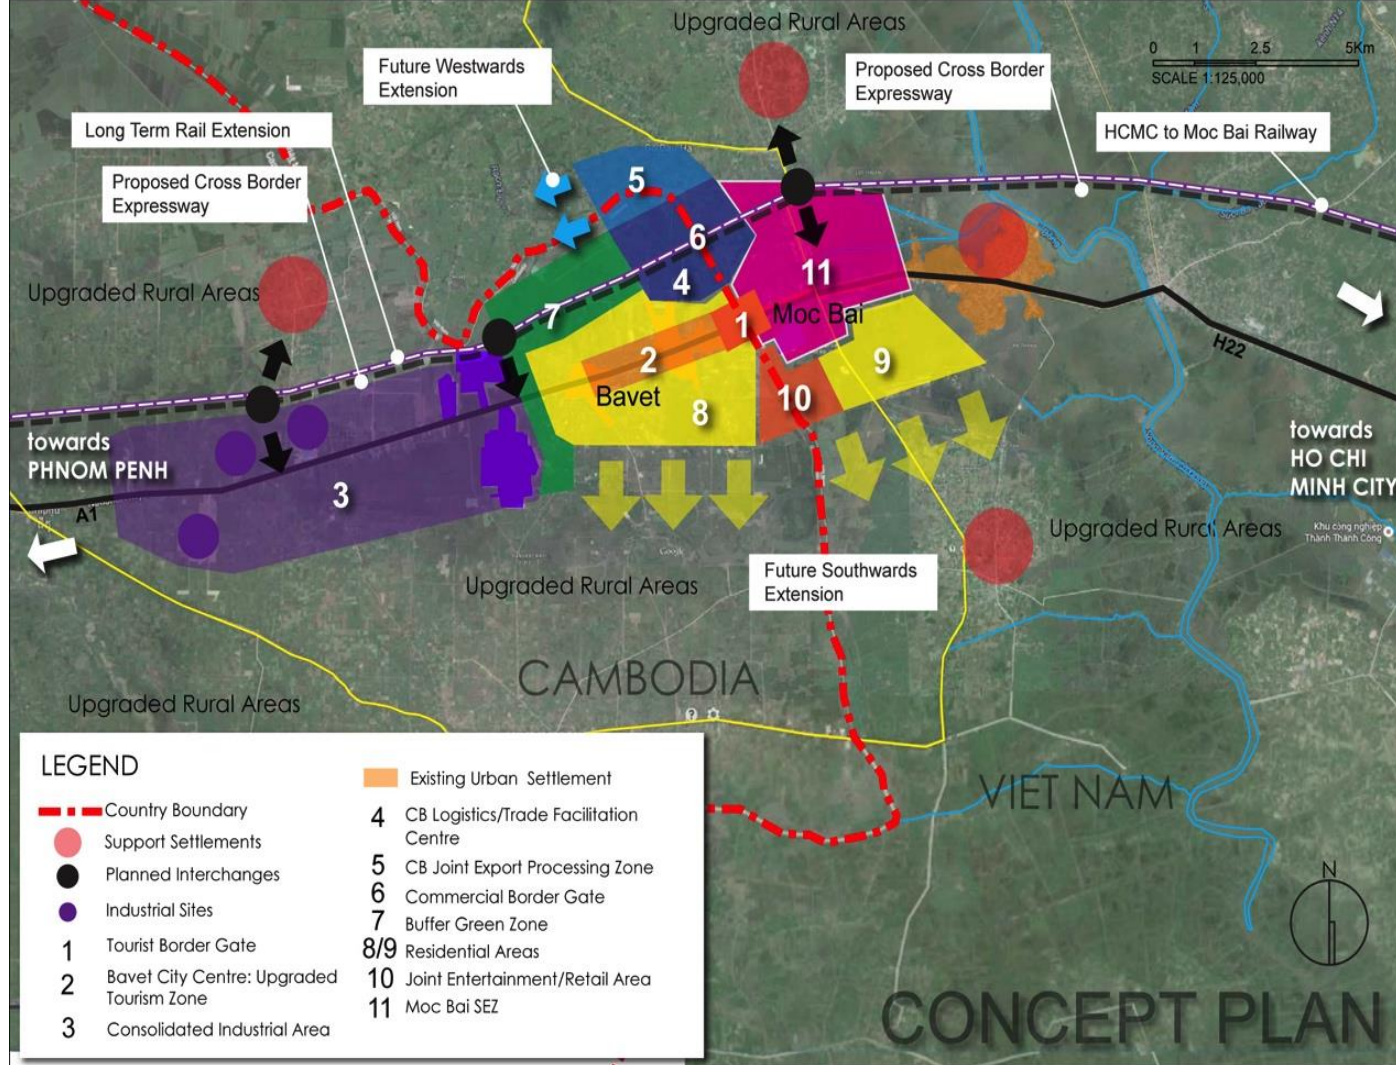 Upgraded Rural Areas
0 1 2.5 5Km
SCALE 1:125,000
Future Westwards
Extension
Proposed Cross Border
Expressway
Long Term Rail Extension
HCMC to Moc Bai Railway
Proposed Cross Border
Expressway
5
6
4
11
Upgraded Rural Areas
7
1
Moc Bai
H22
2
9
Bavet
8
10
towards
PHNOM PENH
towards
HO CHI
MINH CITY
3
A1
Upgraded Rural Areas
Khu công nghiệp
Thành Thành Công
Google
Upgraded Rural Areas
Future Southwards
Extension
CAMBODIA
Upgraded Rural Areas
VIET NAM
LEGEND
Country Boundary
Support Settlements
Planned Interchanges
Industrial Sites
1 Tourist Border Gate
2 Bavet City Centre: Upgraded
Tourism Zone
3 Consolidated Industrial Area
Existing Urban Settlement
4 CB Logistics/Trade Facilitation
Centre
5 CB Joint Export Processing Zone
6 Commercial Border Gate
7 Buffer Green Zone
8/9 Residential Areas
10 Joint Entertainment/Retail Area
11 Moc Bai SEZ
N
CONCEPT PLAN